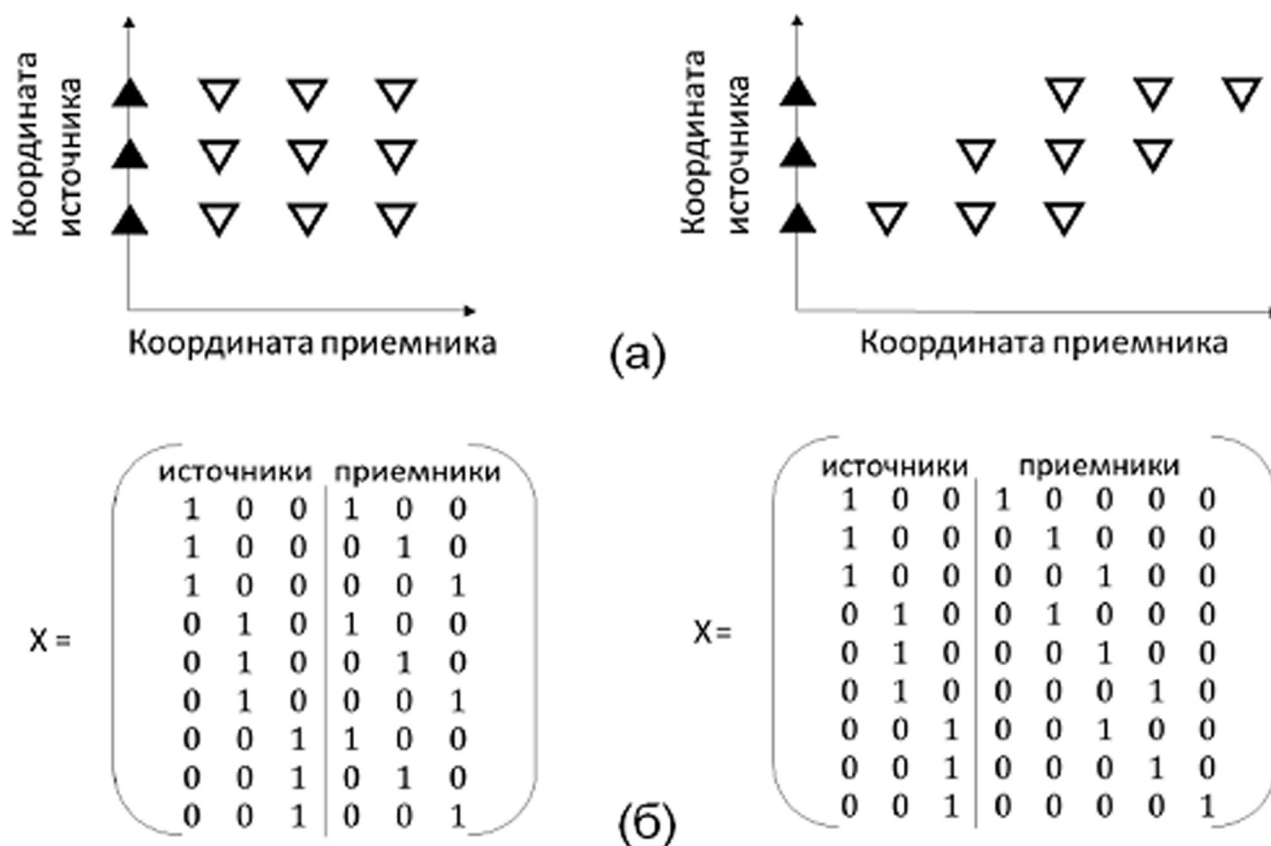 Координата
источника
Координата приемника
Координата
источника
Координата приемника
(а)
X =
источники приемники
1 0 0 1 0 0
1 0 0 0 1 0
1 0 0 0 0 1
0 1 0 1 0 0
0 1 0 0 1 0
0 1 0 0 0 1
0 0 1 1 0 0
0 0 1 0 1 0
0 0 1 0 0 1
X =
источники приемники
1 0 0 1 0 0 0 0
1 0 0 0 1 0 0 0
1 0 0 0 0 1 0 0
0 1 0 0 1 0 0 0
0 1 0 0 0 1 0 0
0 1 0 0 0 0 1 0
0 0 1 0 0 1 0 0
0 0 1 0 0 0 1 0
0 0 1 0 0 0 0 1
(б)